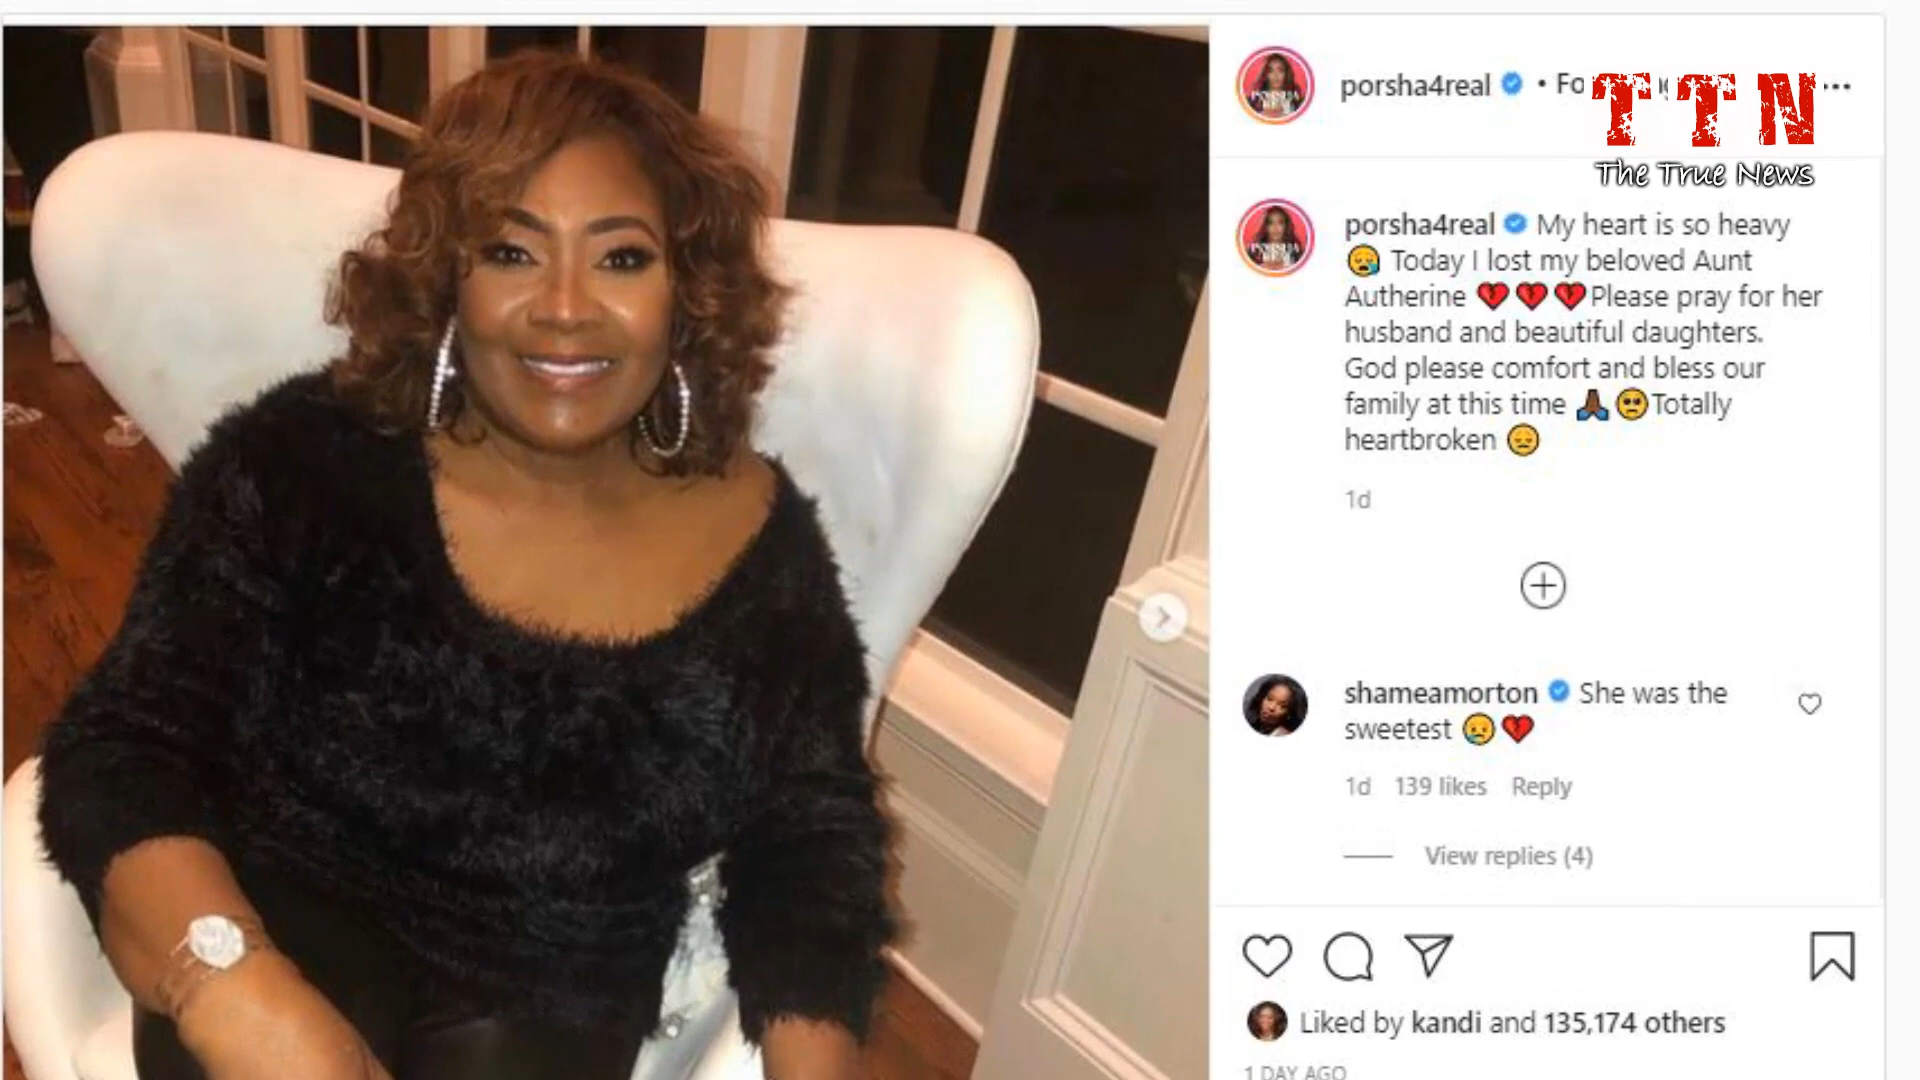 porsha4real • Fo
TTN
The True News
porsha4real My heart is so heavy
😥 Today I lost my beloved Aunt
Autherine 💔💔💔Please pray for her
husband and beautiful daughters.
God please comfort and bless our
family at this time 🙏🏾🥺Totally
heartbroken 😞
1d
shameamorton She was the
sweetest 😢💔
1d 139 likes Reply
View replies (4)
Liked by kandi and 135,174 others
1 DAY AGO